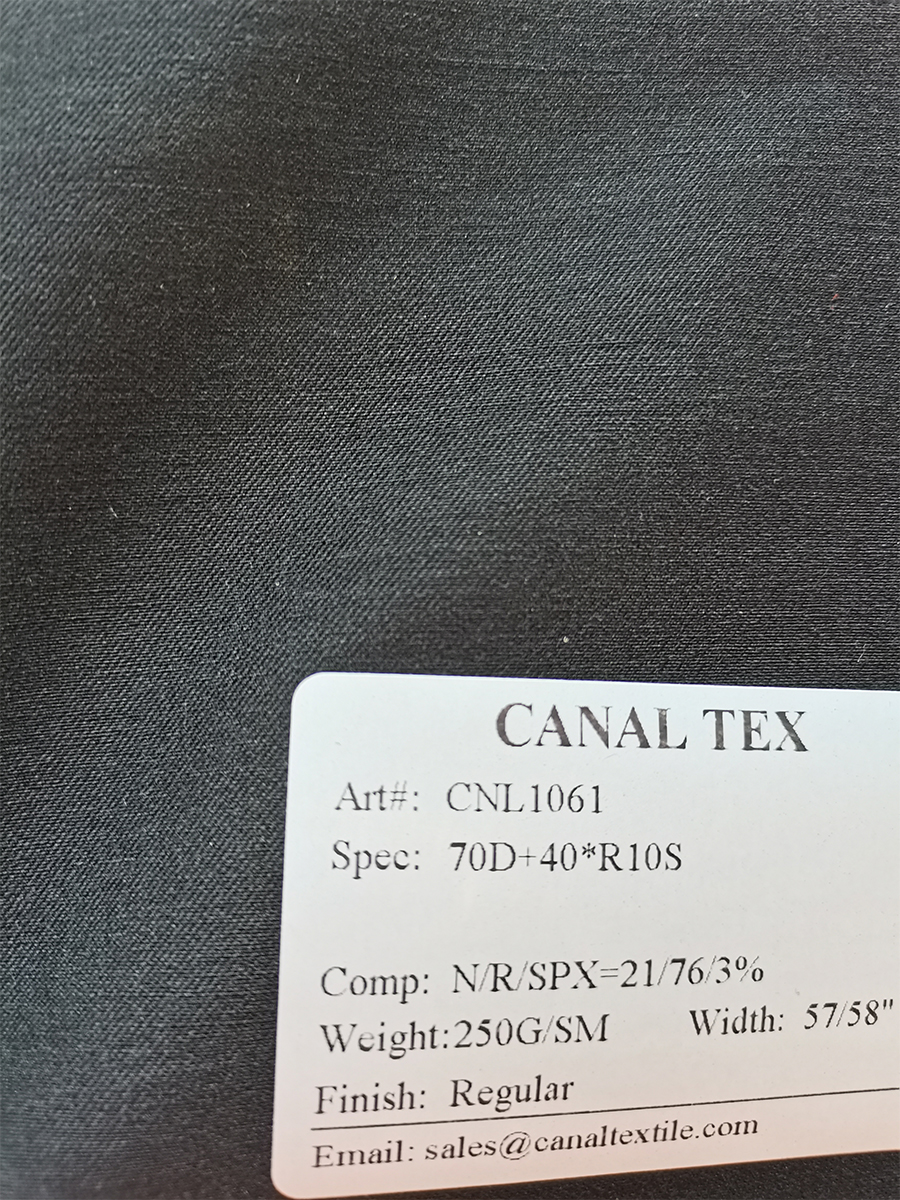 CANAL TEX
Art#: CNL1061
Spec: 70D+40*R10S
Comp: N/R/SPX=21/76/3%
Weight:250G/SM Width: 57/58"
Finish: Regular
Email: sales@canaltextile.com